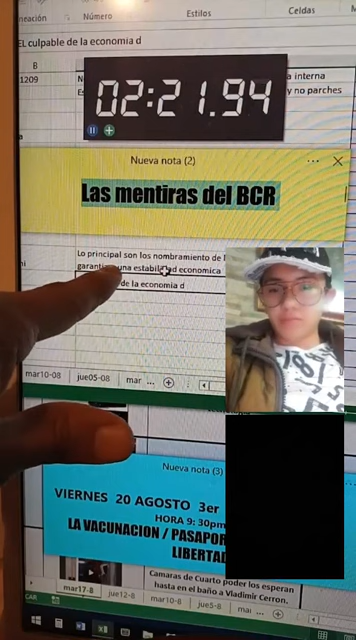 neación
Número
Estilos
Celdas
EL culpable de la economia d
B
1209
a interna
y no parches
02:21.94
Nueva nota (2)
Las mentiras del BCR
Lo principal son los nombramiento de
una estabilidad economica
de la economia d
mar10-08 jue05-08 mar ...
Nueva nota (3)
VIERNES 20 AGOSTO 3er
HORA 9: 30pm
LA VACUNACION / PASAPOR
LIBERTAD
Camaras de Cuarto poder los esperan
hasta en el baño a Vladimir Cerron.
mar17-8 jue12-8 mar10-8 jue5-8 mai ...